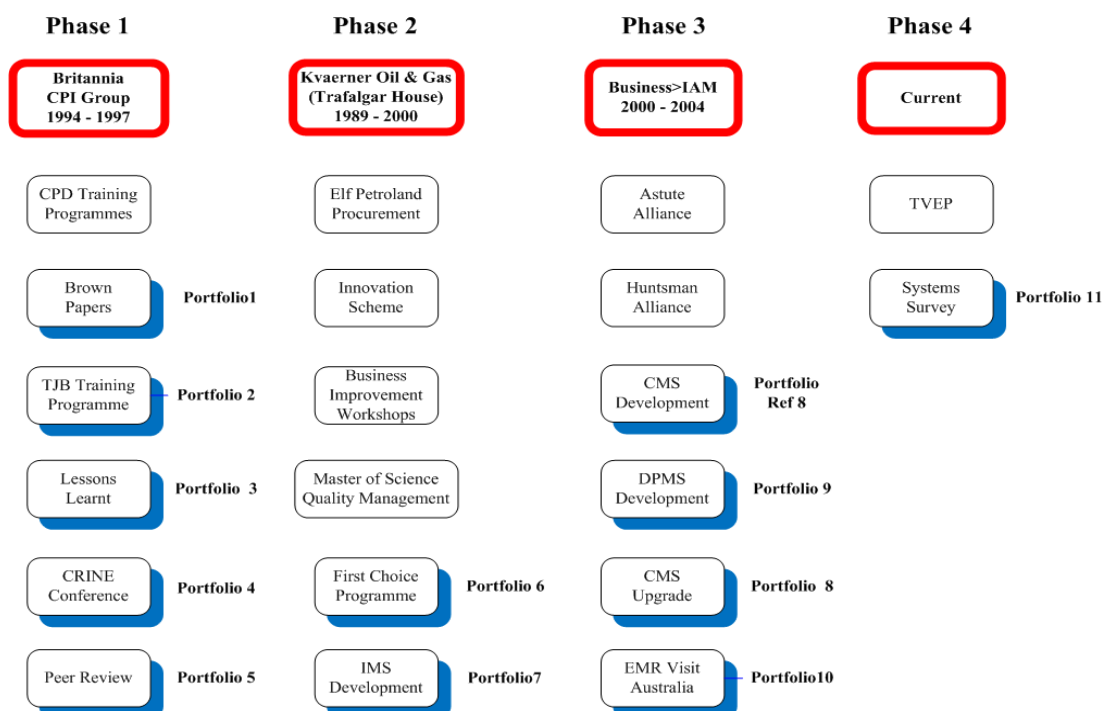 Phase 1
Phase 2
Phase 3
Phase 4
Britannia
CPI Group
1994 - 1997
Kvaerner Oil & Gas
(Trafalgar House)
1989 - 2000
Business>IAM
2000 - 2004
Current
CPD Training
Programmes
Elf Petroland
Procurement
Astute
Alliance
TVEP
Brown
Papers
Portfolio1
Innovation
Scheme
Huntsman
Alliance
Systems
Survey
Portfolio 11
TJB Training
Programme
Portfolio 2
Business
Improvement
Workshops
CMS
Development
Portfolio
Ref 8
Lessons
Learnt
Portfolio 3
Master of Science
Quality Management
DPMS
Development
Portfolio 9
CRINE
Conference
Portfolio 4
First Choice
Programme
Portfolio 6
CMS
Upgrade
Portfolio 8
Peer Review
Portfolio 5
IMS
Development
Portfolio7
EMR Visit
Australia
Portfolio10